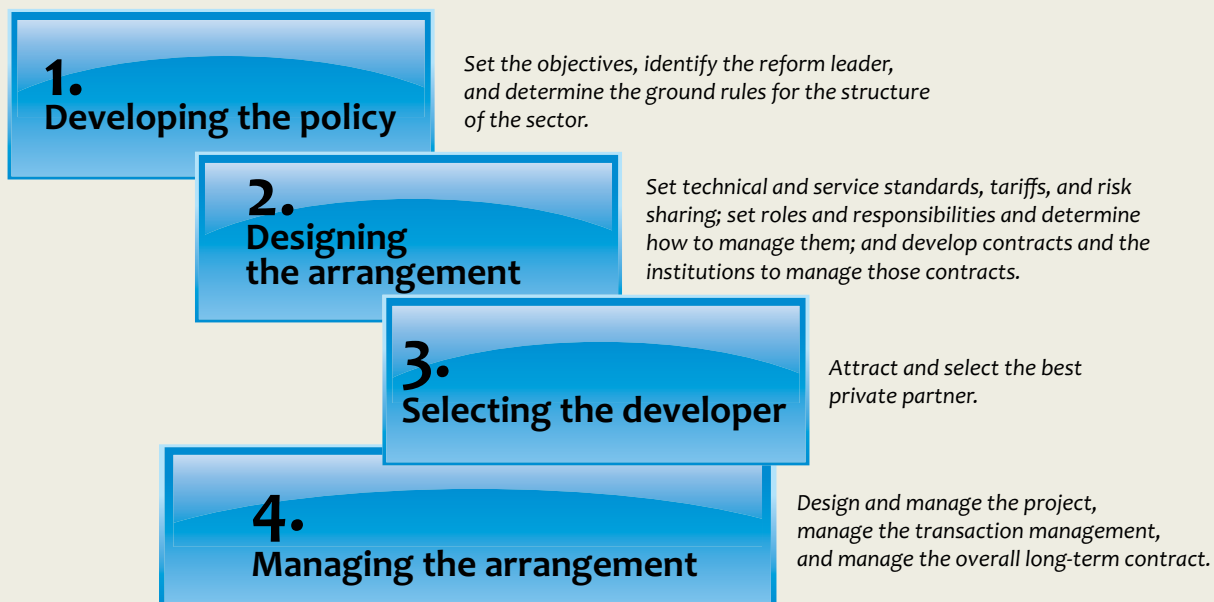 1.
Developing the policy
Set the objectives, identify the reform leader,
and determine the ground rules for the structure
of the sector.
2.
Designing
the arrangement
Set technical and service standards, tariffs, and risk
sharing; set roles and responsibilities and determine
how to manage them; and develop contracts and the
institutions to manage those contracts.
3.
Selecting the developer
Attract and select the best
private partner.
4.
Managing the arrangement
Design and manage the project,
manage the transaction management,
and manage the overall long-term contract.